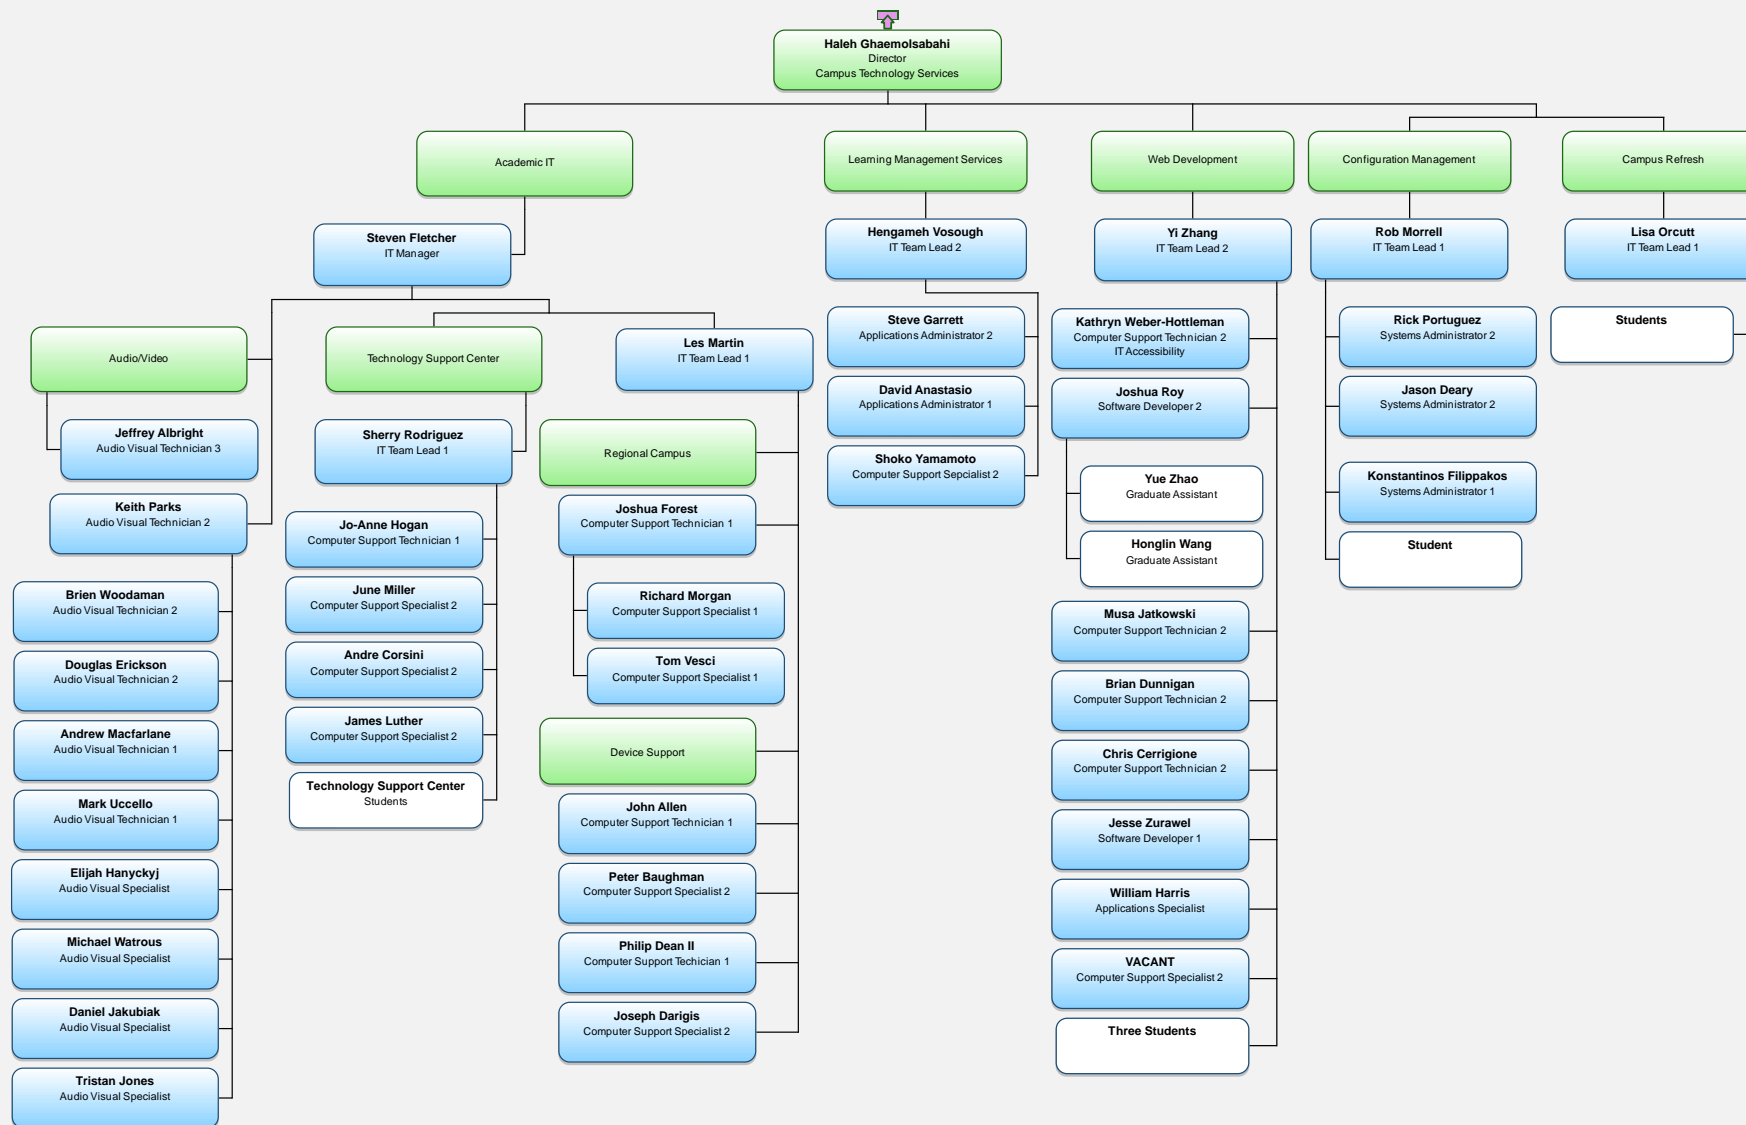 Haleh Ghaemolsabahi
Director
Campus Technology Services
Academic IT
Steven Fletcher
IT Manager
Audio/Video
Jeffrey Albright
Audio Visual Technician 3
Keith Parks
Audio Visual Technician 2
Brien Woodaman
Audio Visual Technician 2
Douglas Erickson
Audio Visual Technician 2
Andrew Macfarlane
Audio Visual Technician 1
Mark Uccello
Audio Visual Technician 1
Elijah Hanyckyj
Audio Visual Specialist
Michael Watrous
Audio Visual Specialist
Daniel Jakubiak
Audio Visual Specialist
Tristan Jones
Audio Visual Specialist
Technology Support Center
Sherry Rodriguez
IT Team Lead 1
Jo-Anne Hogan
Computer Support Technician 1
June Miller
Computer Support Specialist 2
Andre Corsini
Computer Support Specialist 2
James Luther
Computer Support Specialist 2
Technology Support Center
Students
Les Martin
IT Team Lead 1
Regional Campus
Joshua Forest
Computer Support Technician 1
Richard Morgan
Computer Support Specialist 1
Tom Vesci
Computer Support Specialist 1
Device Support
John Allen
Computer Support Technician 1
Peter Baughman
Computer Support Specialist 2
Philip Dean II
Computer Support Techician 1
Joseph Darigis
Computer Support Specialist 2
Learning Management Services
Hengameh Vosough
IT Team Lead 2
Steve Garrett
Applications Administrator 2
David Anastasio
Applications Administrator 1
Shoko Yamamoto
Computer Support Sepcialist 2
Web Development
Yi Zhang
IT Team Lead 2
Kathryn Weber-Hottleman
Computer Support Technician 2
IT Accessibility
Joshua Roy
Software Developer 2
Yue Zhao
Graduate Assistant
Honglin Wang
Graduate Assistant
Musa Jatkowski
Computer Support Technician 2
Brian Dunnigan
Computer Support Technician 2
Chris Cerrigione
Computer Support Technician 2
Jesse Zurawel
Software Developer 1
William Harris
Applications Specialist
VACANT
Computer Support Specialist 2
Three Students
Configuration Management
Rob Morrell
IT Team Lead 1
Rick Portuguez
Systems Administrator 2
Jason Deary
Systems Administrator 2
Konstantinos Filippakos
Systems Administrator 1
Student
Campus Refresh
Lisa Orcutt
IT Team Lead 1
Students